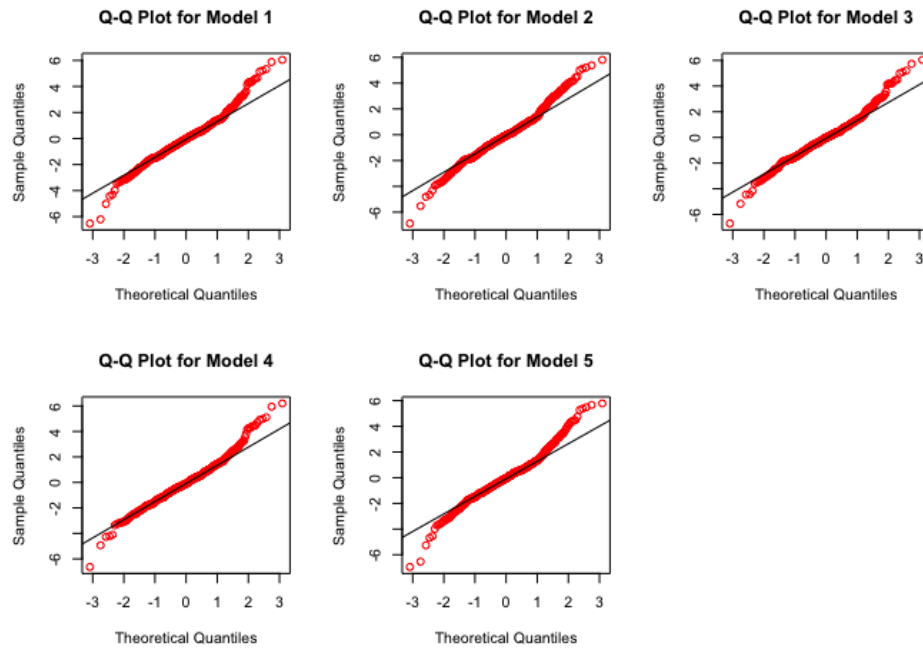 Q-Q Plot for Model 1
Sample Quantiles
6
4
2
0
-2
-4
-6
-3 -2 -1 0 1 2 3
Theoretical Quantiles
Q-Q Plot for Model 2
Sample Quantiles
6
4
2
0
-2
-6
-3 -2 -1 0 1 2 3
Theoretical Quantiles
Q-Q Plot for Model 3
Sample Quantiles
6
4
2
0
-2
-6
-3 -2 -1 0 1 2 3
Theoretical Quantiles
Q-Q Plot for Model 4
Sample Quantiles
6
4
2
0
-2
-6
-3 -2 -1 0 1 2 3
Theoretical Quantiles
Q-Q Plot for Model 5
Sample Quantiles
6
4
2
0
-2
-6
-3 -2 -1 0 1 2 3
Theoretical Quantiles